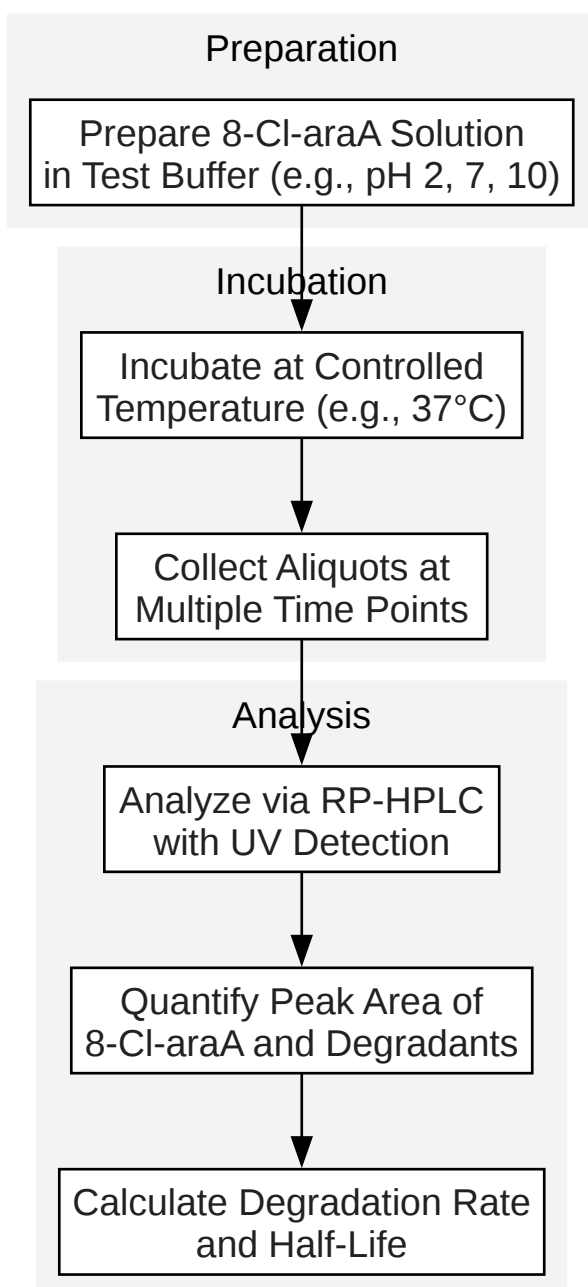 Preparation
Prepare 8-Cl-araA Solution
in Test Buffer (e.g., pH 2, 7, 10)
Incubation
Incubate at Controlled
Temperature (e.g., 37°C)
Collect Aliquots at
Multiple Time Points
Analysis
Analyze via RP-HPLC
with UV Detection
Quantify Peak Area of
8-Cl-araA and Degradants
Calculate Degradation Rate
and Half-Life